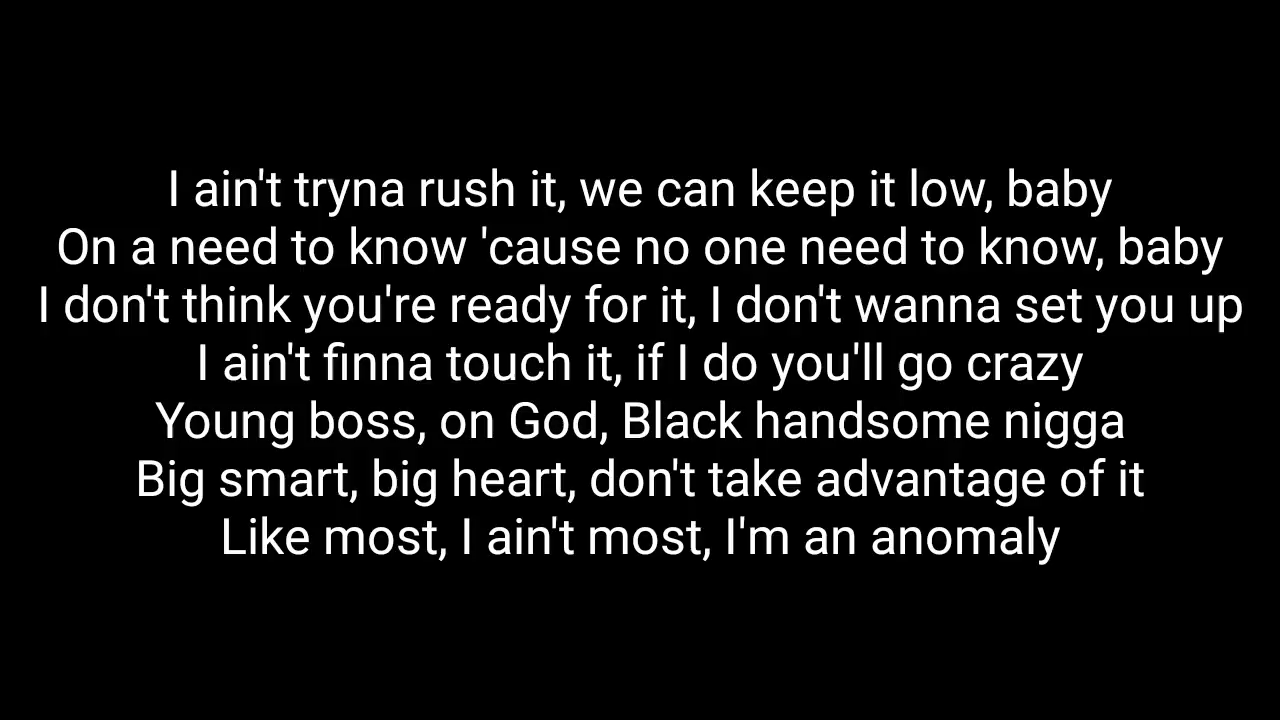 I ain't tryna rush it, we can keep it low, baby
On a need to know 'cause no one need to know, baby
I don't think you're ready for it, I don't wanna set you up
I ain't finna touch it, if I do you'll go crazy
Young boss, on God, Black handsome nigga
Big smart, big heart, don't take advantage of it
Like most, I ain't most, I'm an anomaly